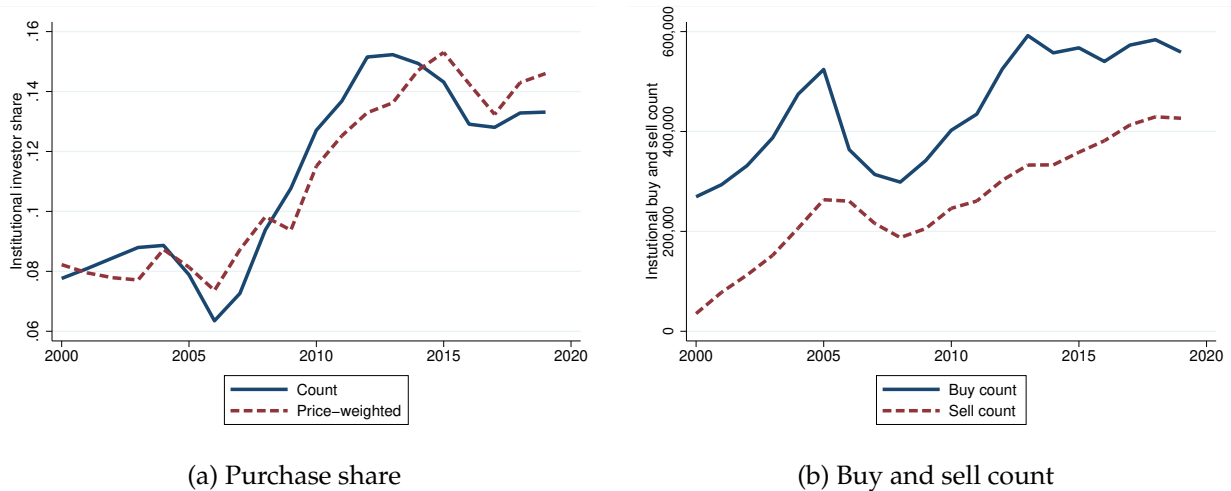 Institutional investor share
.06 .08 .1 .12 .14 .16
2000 2005 2010 2015 2020
Count
Price−weighted
(a) Purchase share
Instutional buy and sell count
0 200,000 400,000 600,000
2000 2005 2010 2015 2020
Buy count
Sell count
(b) Buy and sell count